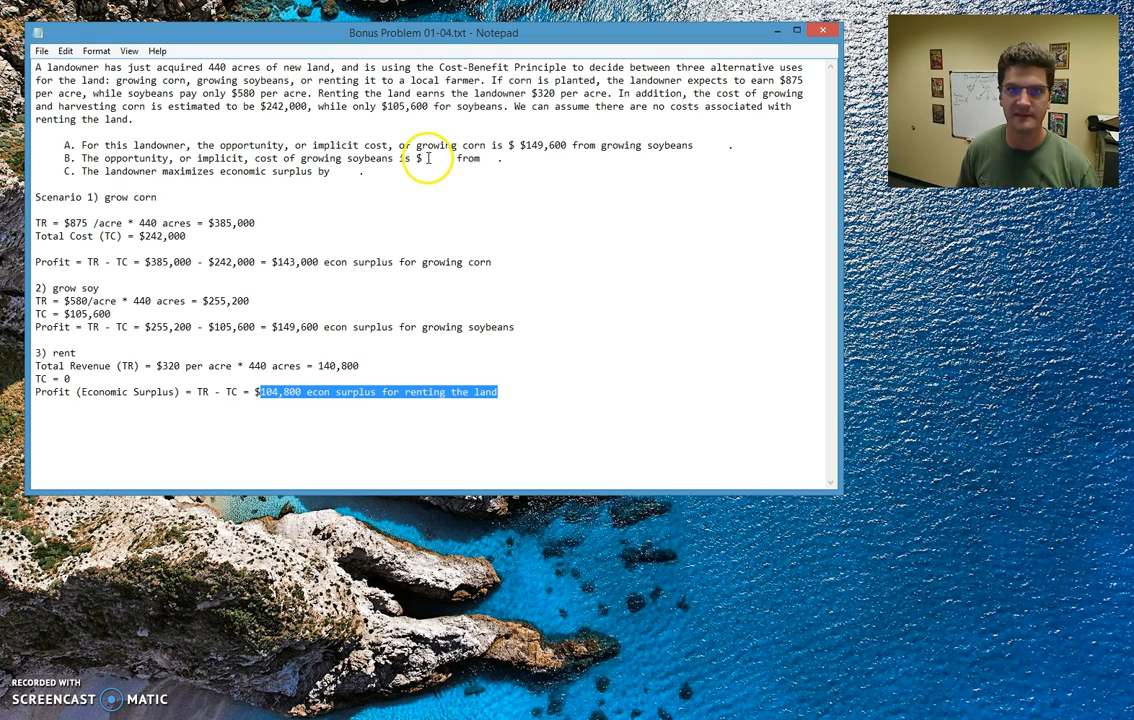 Bonus Problem 01-04.txt - Notepad
File Edit Format View Help
A landowner has just acquired 440 acres of new land, and is using the Cost-Benefit Principle to decide between three alternative uses
for the land: growing corn, growing soybeans, or renting it to a local farmer. If corn is planted, the landowner expects to earn $875
per acre, while soybeans pay only $580 per acre. Renting the land earns the landowner $320 per acre. In addition, the cost of growing
and harvesting corn is estimated to be $242,000, while only $105,600 for soybeans. We can assume there are no costs associated with
renting the land.
A. For this landowner, the opportunity, or implicit cost, or growing corn is $ $149,600 from growing soybeans .
B. The opportunity, or implicit, cost of growing soybeans is $ from .
C. The landowner maximizes economic surplus by .
Scenario 1) grow corn
TR = $875 /acre * 440 acres = $385,000
Total Cost (TC) = $242,000
Profit = TR - TC = $385,000 - $242,000 = $143,000 econ surplus for growing corn
2) grow soy
TR = $580/acre * 440 acres = $255,200
TC = $105,600
Profit = TR - TC = $255,200 - $105,600 = $149,600 econ surplus for growing soybeans
3) rent
Total Revenue (TR) = $320 per acre * 440 acres = 140,800
TC = 0
Profit (Economic Surplus) = TR - TC = $104,800 econ surplus for renting the land
RECORDED WITH
SCREENCAST MATIC